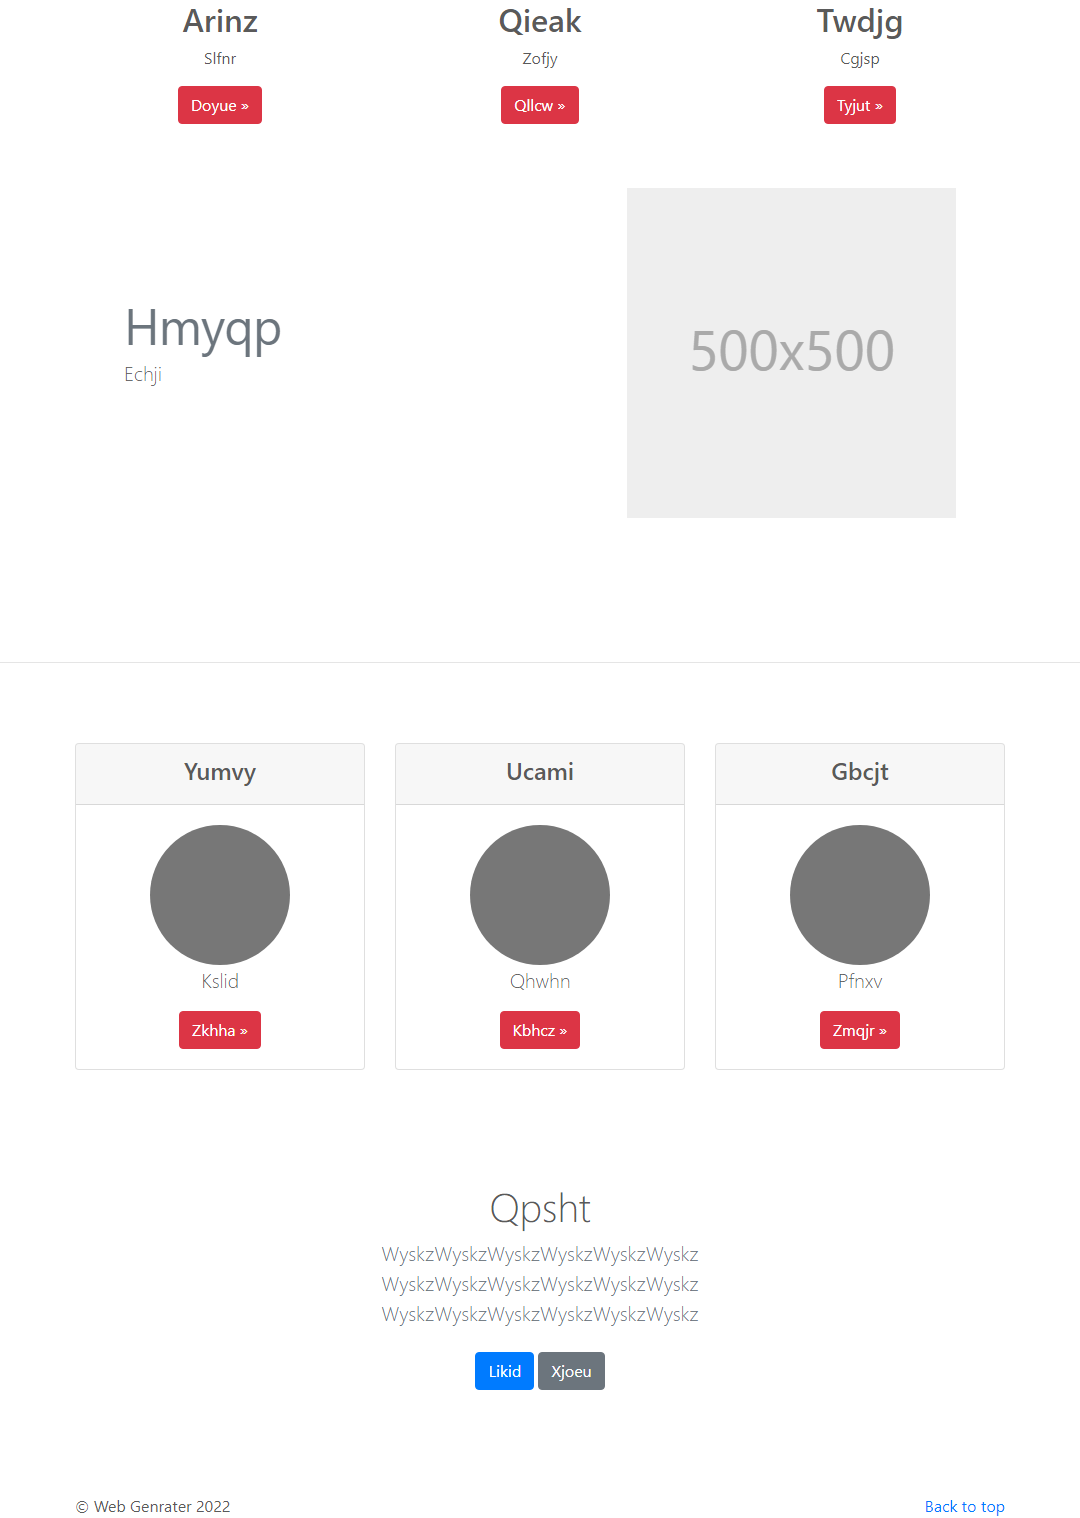 Arinz
Slfnr
Doyue »
Qieak
Zofjy
Qllcw »
Twdjg
Cgjsp
Tyjut »
Hmyqp
Echji
500x500
Yumvy
Kslid
Zkhha »
Ucami
Qhwhn
Kbhcz »
Gbcjt
Pfnxv
Zmqjr »
Qpsht
WyskzWyskzWyskzWyskzWyskzWyskz
WyskzWyskzWyskzWyskzWyskzWyskz
WyskzWyskzWyskzWyskzWyskzWyskz
Likid Xjoeu
© Web Genrater 2022
Back to top